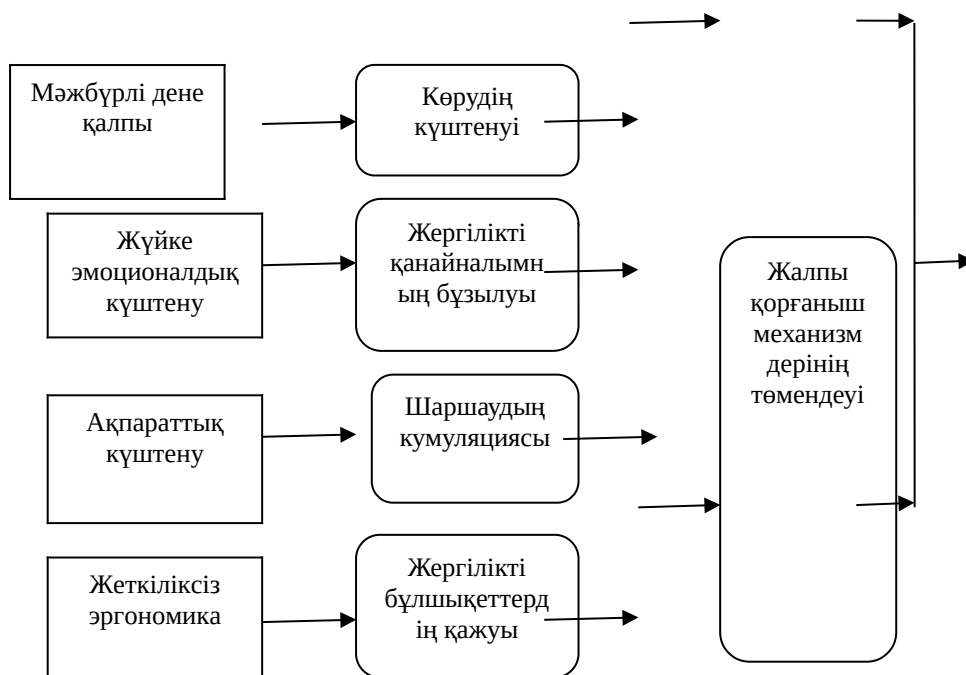 Мәжбүрлі дене
қалпы
Көрудің
күштенуі
Жүйке
эмоционалдық
күштену
Жергілікті
қанайналымн
ың бұзылуы
Жалпы
қорғаныш
механизм
дерінің
төмендеуі
Ақпараттық
күштену
Шаршаудың
кумуляциясы
Жеткіліксіз
эргономика
Жергілікті
бұлшықеттерд
ің қажуы